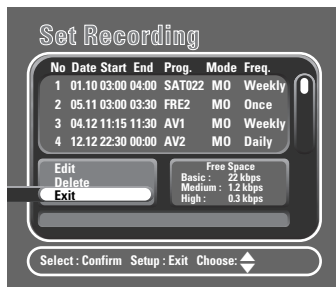 Set Recording
No Date Start End Prog. Mode Freq.
1 01.10 03:00 04:00 SAT022 MO Weekly
2 05.11 03:00 03:30 FRE2 MO Once
3 04.12 11:15 11:30 AV1 MO Weekly
4 12.12 22:30 00:00 AV2 MO Daily
Edit
Delete
Exit
Free Space
Basic : 22 kbps
Medium : 1.2 kbps
High : 0.3 kbps
Select : Confirm Setup : Exit Choose: